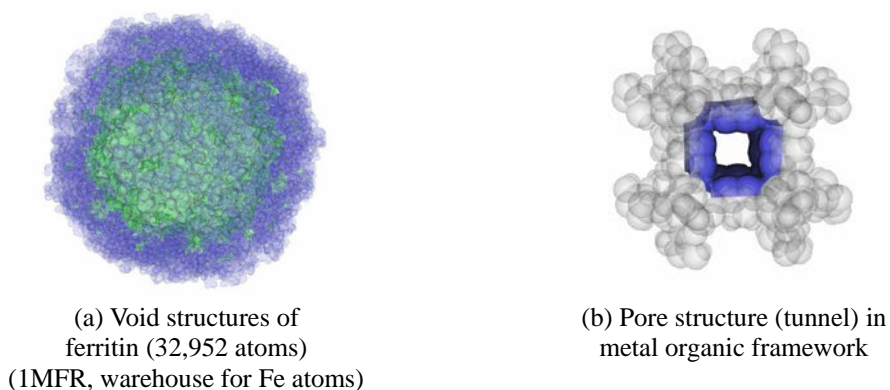 (a) Void structures of
ferritin (32,952 atoms)
(1MFR, warehouse for Fe atoms)
(b) Pore structure (tunnel) in
metal organic framework